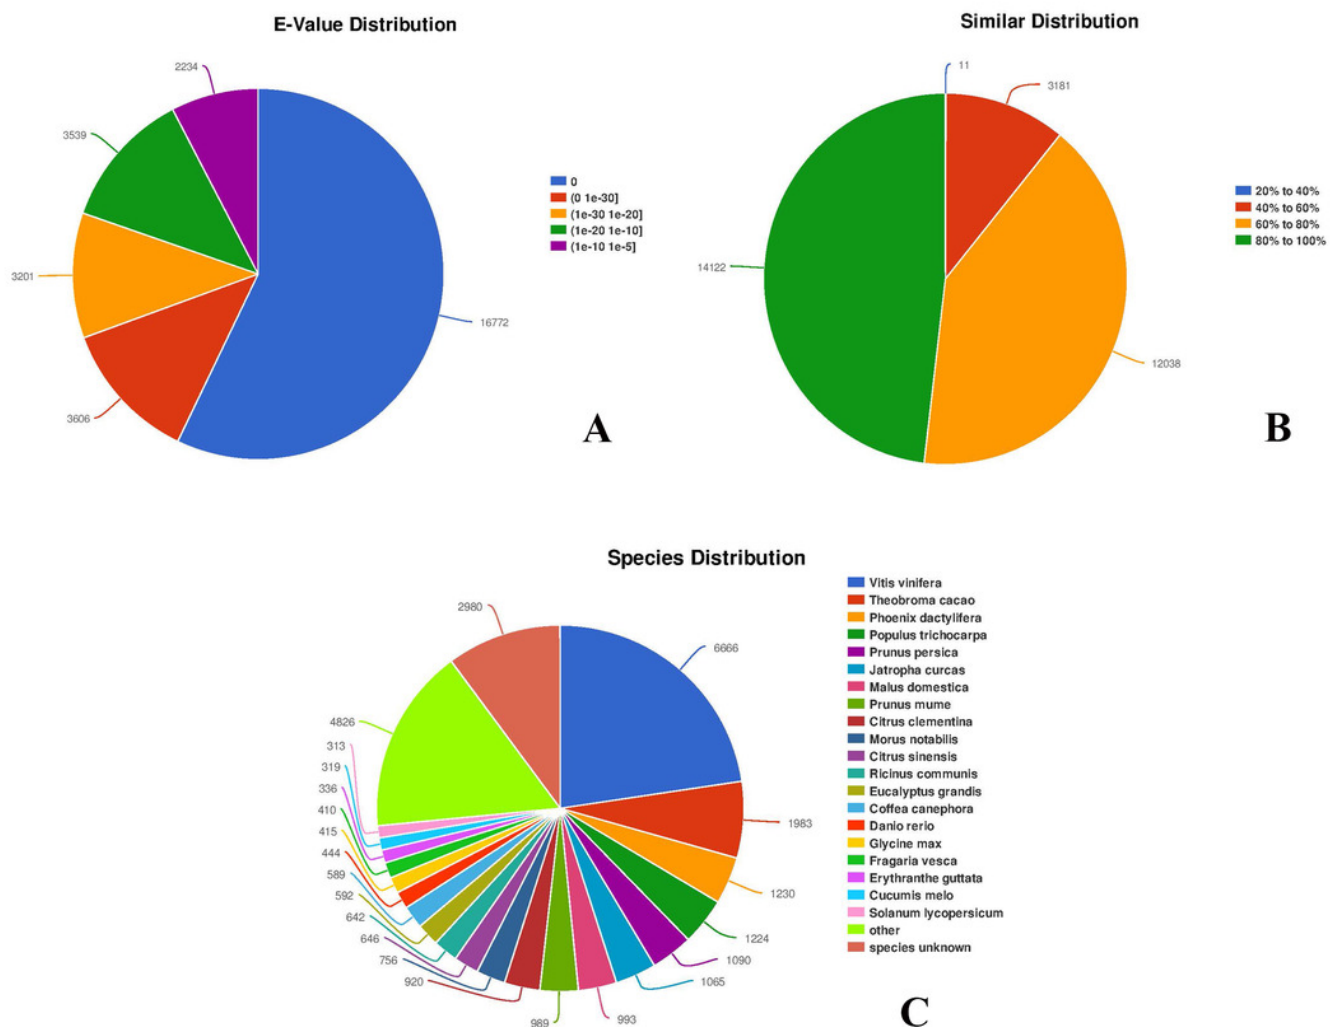 E-Value Distribution
2234
3539
3201
3606
16772
0
(0 1e-30]
(1e-30 1e-20]
(1e-20 1e-10]
(1e-10 1e-5]
A
Similar Distribution
11
3181
14122
12038
20% to 40%
40% to 60%
60% to 80%
80% to 100%
B
Species Distribution
2980
6666
4826
313
319
336
410
415
444
589
592
642
646
756
920
989
993
1065
1090
1224
1230
1983
Vitis vinifera
Theobroma cacao
Phoenix dactylifera
Populus trichocarpa
Prunus persica
Jatropha curcas
Malus domestica
Prunus mume
Citrus clementina
Morus notabilis
Citrus sinensis
Ricinus communis
Eucalyptus grandis
Coffea canephora
Danio rerio
Glycine max
Fragaria vesca
Erythranthe guttata
Cucumis melo
Solanum lycopersicum
other
species unknown
C